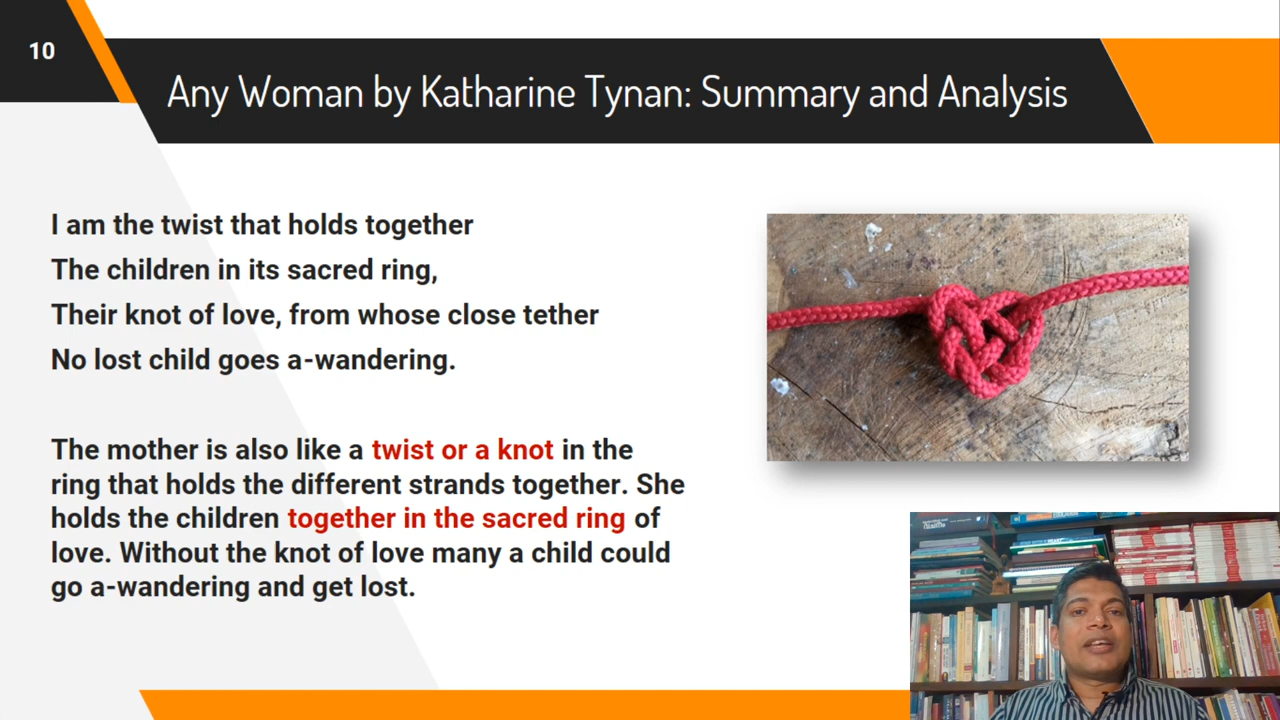 10
Any Woman by Katharine Tynan: Summary and Analysis
I am the twist that holds together
The children in its sacred ring,
Their knot of love, from whose close tether
No lost child goes a-wandering.
The mother is also like a twist or a knot in the
ring that holds the different strands together. She
holds the children together in the sacred ring of
love. Without the knot of love many a child could
go a-wandering and get lost.